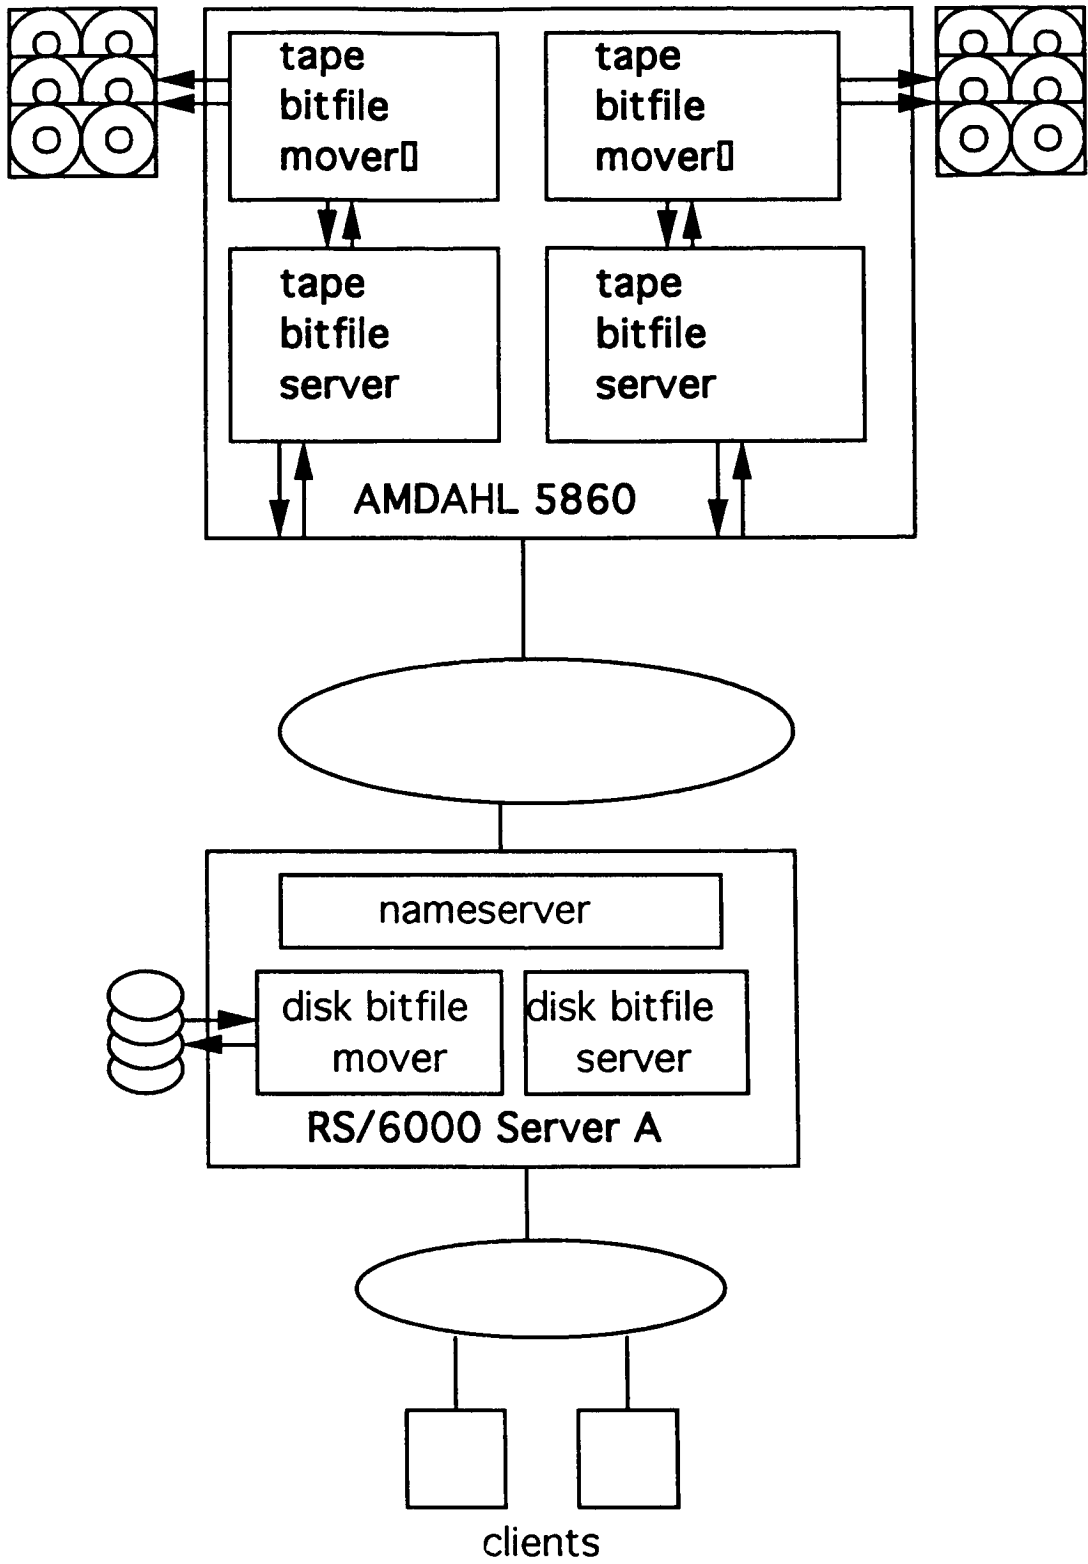 tape
bitfile
mover▯
tape
bitfile
mover▯
tape
bitfile
server
tape
bitfile
server
AMDAHL 5860
nameserver
disk bitfile
mover
disk bitfile
server
RS/6000 Server A
clients